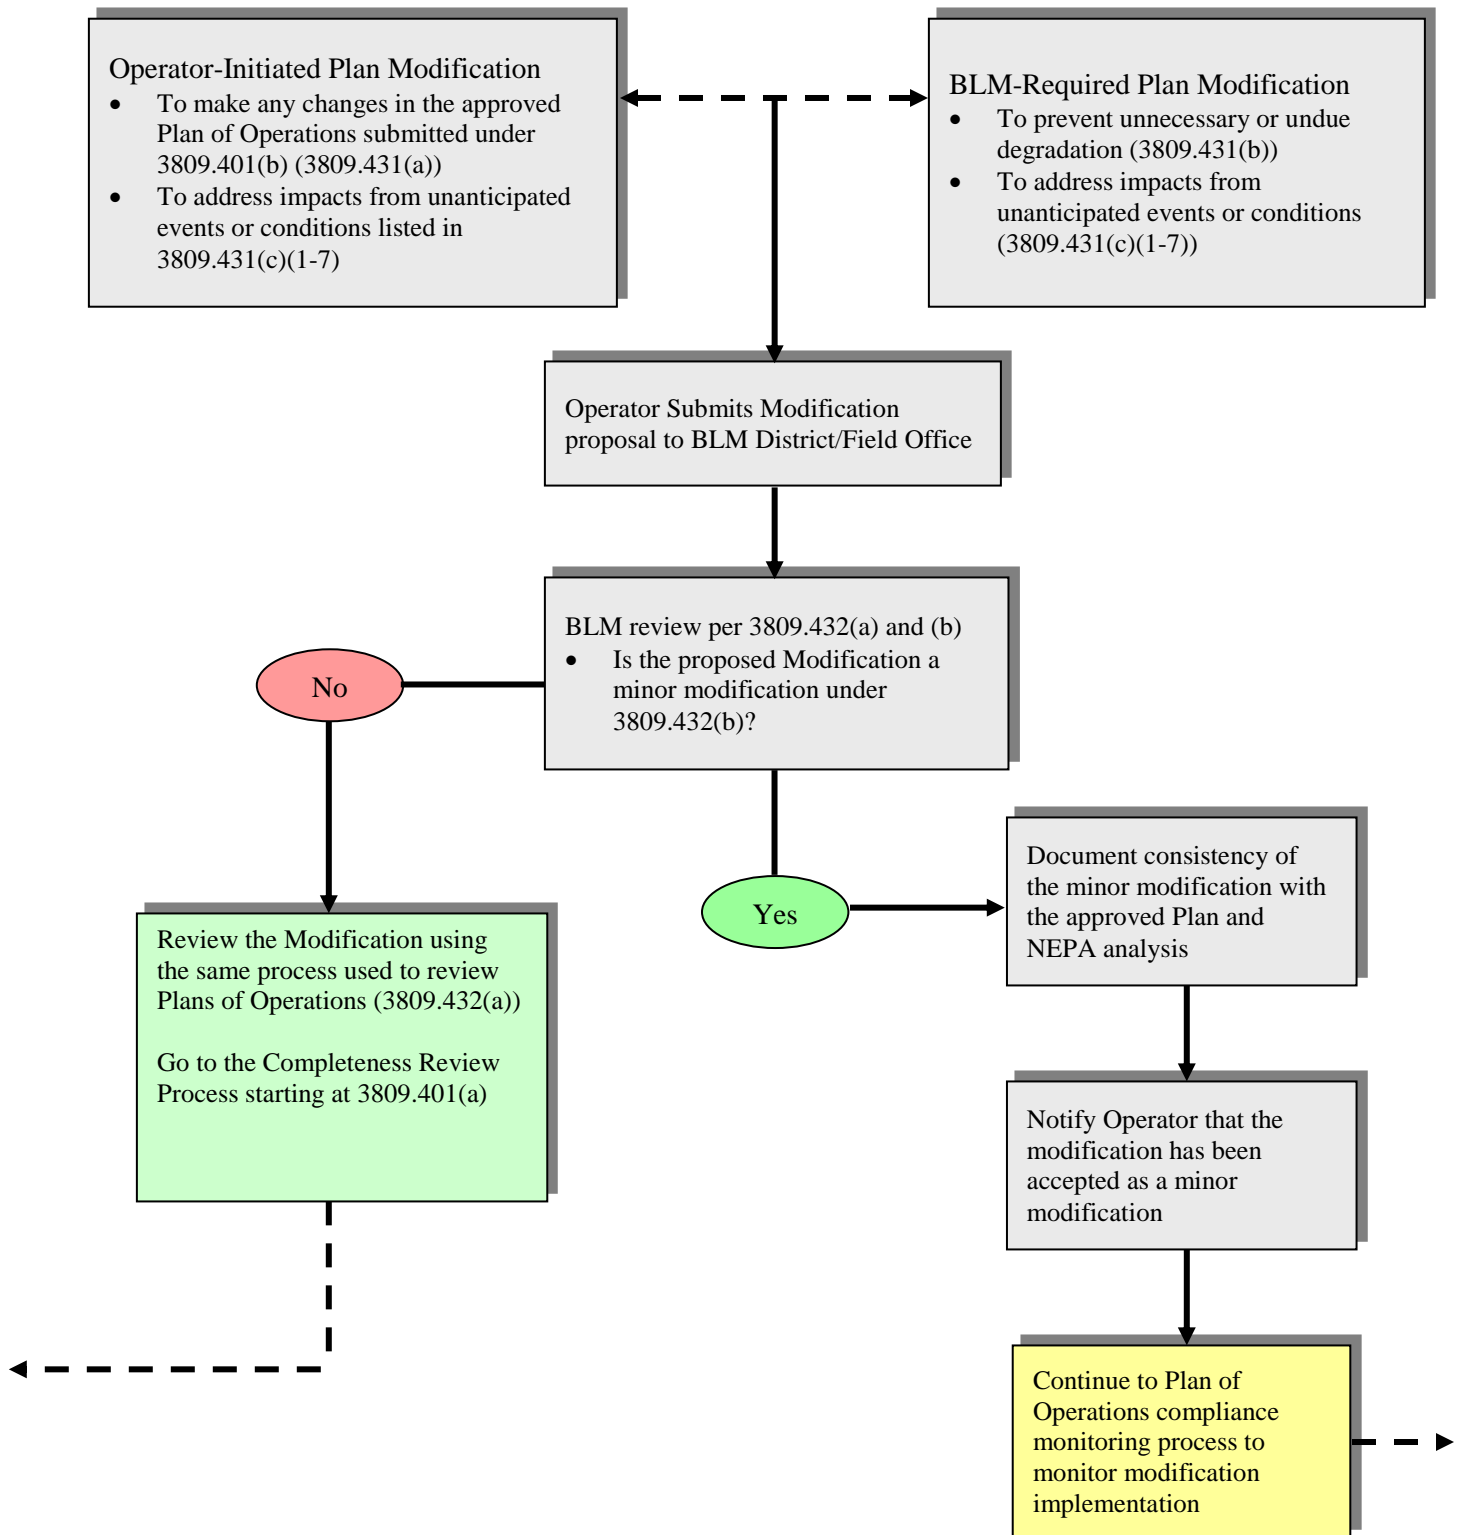 Operator-Initiated Plan Modification
• To make any changes in the approved
Plan of Operations submitted under
3809.401(b) (3809.431(a))
• To address impacts from unanticipated
events or conditions listed in
3809.431(c)(1-7)
BLM-Required Plan Modification
• To prevent unnecessary or undue
degradation (3809.431(b))
• To address impacts from
unanticipated events or conditions
(3809.431(c)(1-7))
Operator Submits Modification
proposal to BLM District/Field Office
BLM review per 3809.432(a) and (b)
• Is the proposed Modification a
minor modification under
3809.432(b)?
No
Yes
Review the Modification using
the same process used to review
Plans of Operations (3809.432(a))
Go to the Completeness Review
Process starting at 3809.401(a)
Document consistency of
the minor modification with
the approved Plan and
NEPA analysis
Notify Operator that the
modification has been
accepted as a minor
modification
Continue to Plan of
Operations compliance
monitoring process to
monitor modification
implementation